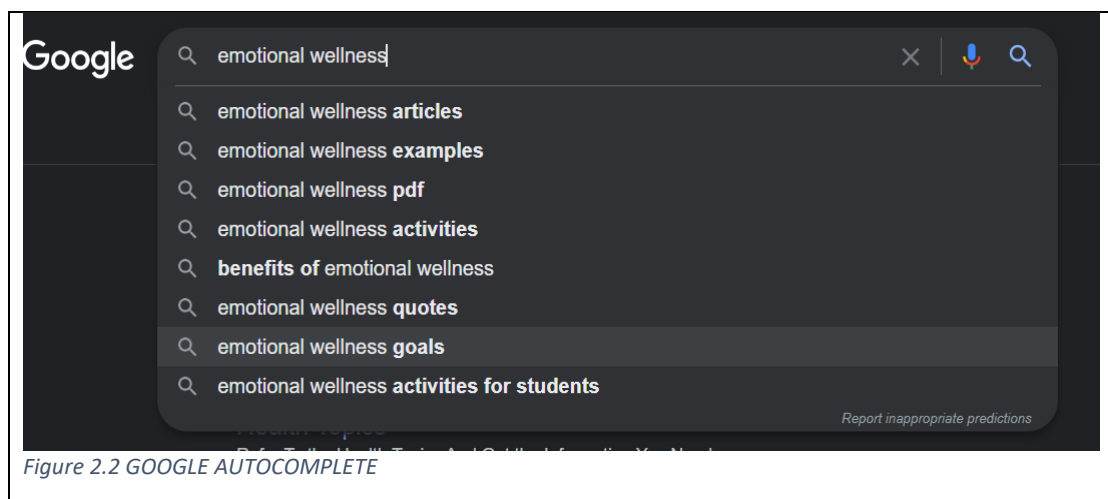 Google
emotional wellness
emotional wellness articles
emotional wellness examples
emotional wellness pdf
emotional wellness activities
benefits of emotional wellness
emotional wellness quotes
emotional wellness goals
emotional wellness activities for students
Report inappropriate predictions
Figure 2.2 GOOGLE AUTOCOMPLETE